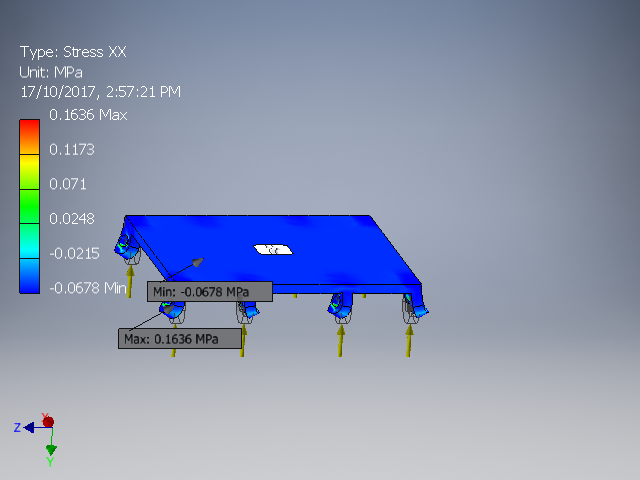 Type: Stress XX
Unit: MPa
17/10/2017, 2:57:21 PM
0.1636 Max
0.1173
0.071
0.0248
-0.0215
-0.0678 Min
Min: -0.0678 MPa
Max: 0.1636 MPa
X
Z
Y